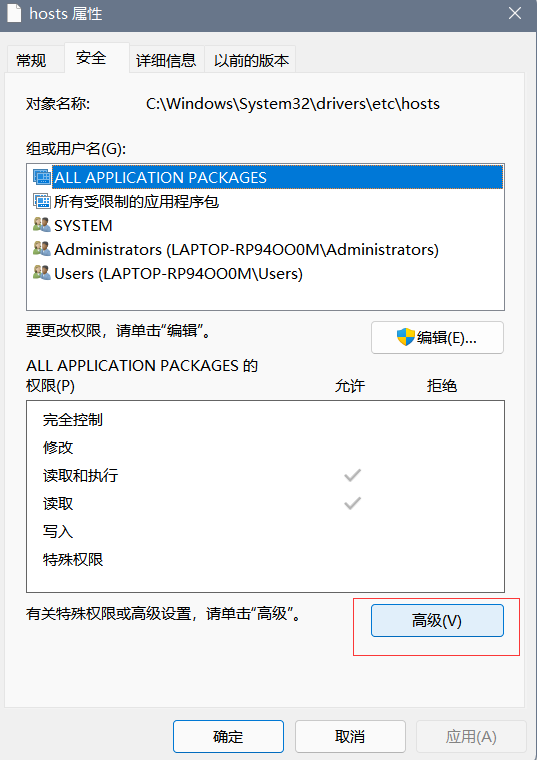 hosts 属性
常规 安全 详细信息 以前的版本
对象名称: C:\Windows\System32\drivers\etc\hosts
组或用户名(G):
ALL APPLICATION PACKAGES
所有受限制的应用程序包
SYSTEM
Administrators (LAPTOP-RP94OO0M\Administrators)
Users (LAPTOP-RP94OO0M\Users)
要更改权限，请单击“编辑”。 编辑(E)...
ALL APPLICATION PACKAGES 的
权限(P) 允许 拒绝
完全控制
修改
读取和执行
读取
写入
特殊权限
有关特殊权限或高级设置，请单击“高级”。 高级(V)
确定 取消 应用(A)